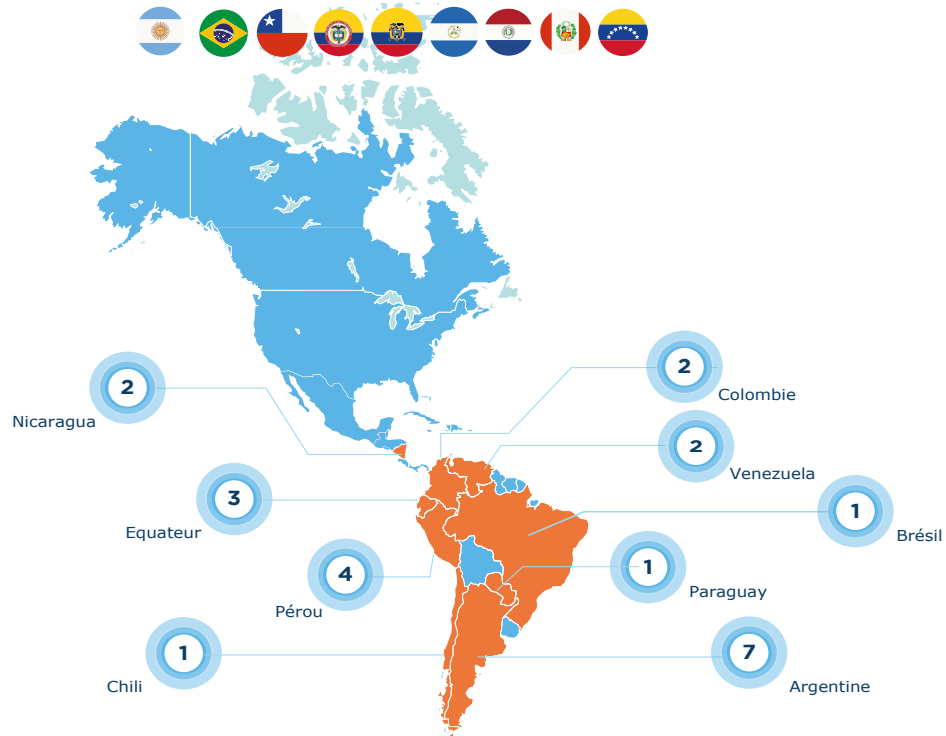 2
Colombie
2
Nicaragua
2
Venezuela
3
Equateur
1
Brésil
4
Pérou
1
Paraguay
1
Chili
7
Argentine